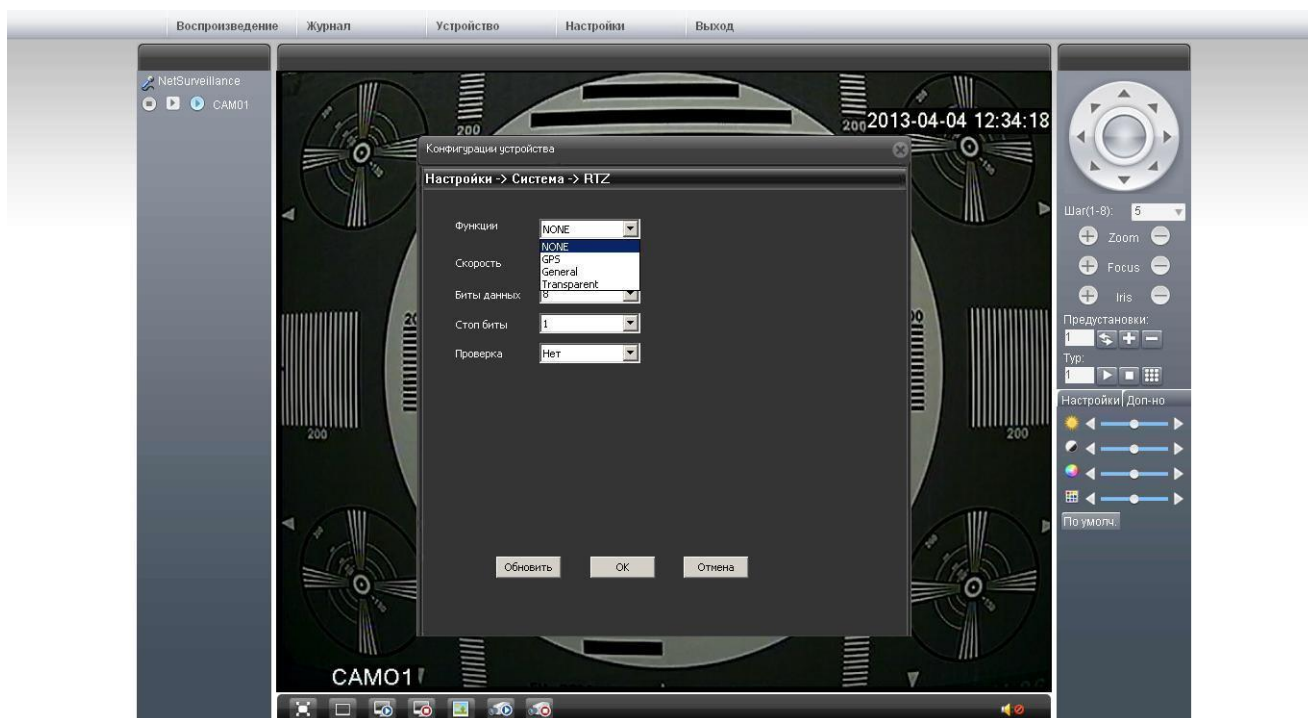 Воспроизведение Журнал Устройство Настройки Выход
NetSurveillance
CAM01
2013-04-04 12:34:18
200
200
Конфигурации устройства
Настройки -> Система -> RTZ
Функции NONE
NONE
GPS
General
Transparent
Скорость
Биты данных 8
Стоп биты 1
Проверка Нет
Обновить OK Отмена
200
200
CAM01
Шаг(1-8): 5
Zoom
Focus
Iris
Предустановки:
1
Тур:
1
Настройки Доп-но
По умолч.